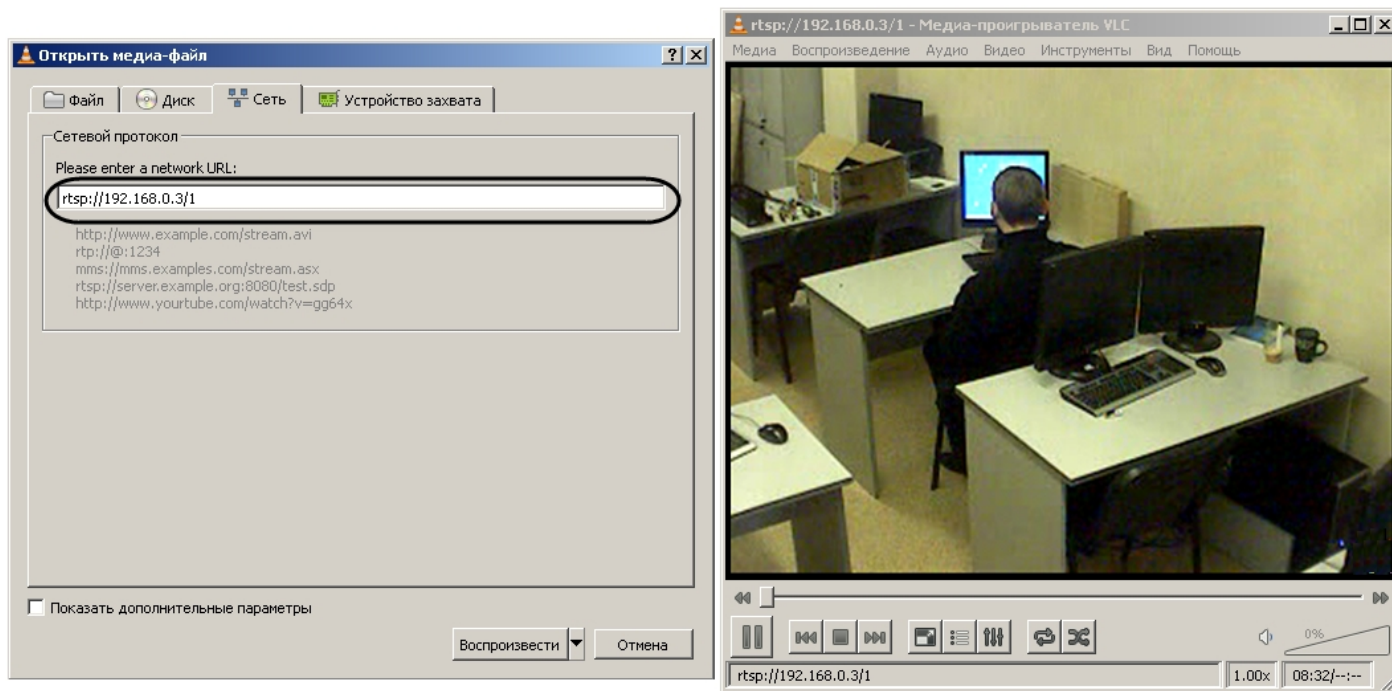 Открыть медиа-файл
Файл
Диск
Сеть
Устройство захвата
Сетевой протокол
Please enter a network URL:
rtsp://192.168.0.3/1
http://www.example.com/stream.avi
rtp://@:1234
mms://mms.examples.com/stream.asx
rtsp://server.example.org:8080/test.sdp
http://www.yourtube.com/watch?v=gg64x
Показать дополнительные параметры
Воспроизвести
Отмена
rtsp://192.168.0.3/1 - Медиа-проигрыватель VLC
Медиа Воспроизведение Аудио Видео Инструменты Вид Помощь
0%
rtsp://192.168.0.3/1
1.00x
08:32/--:--